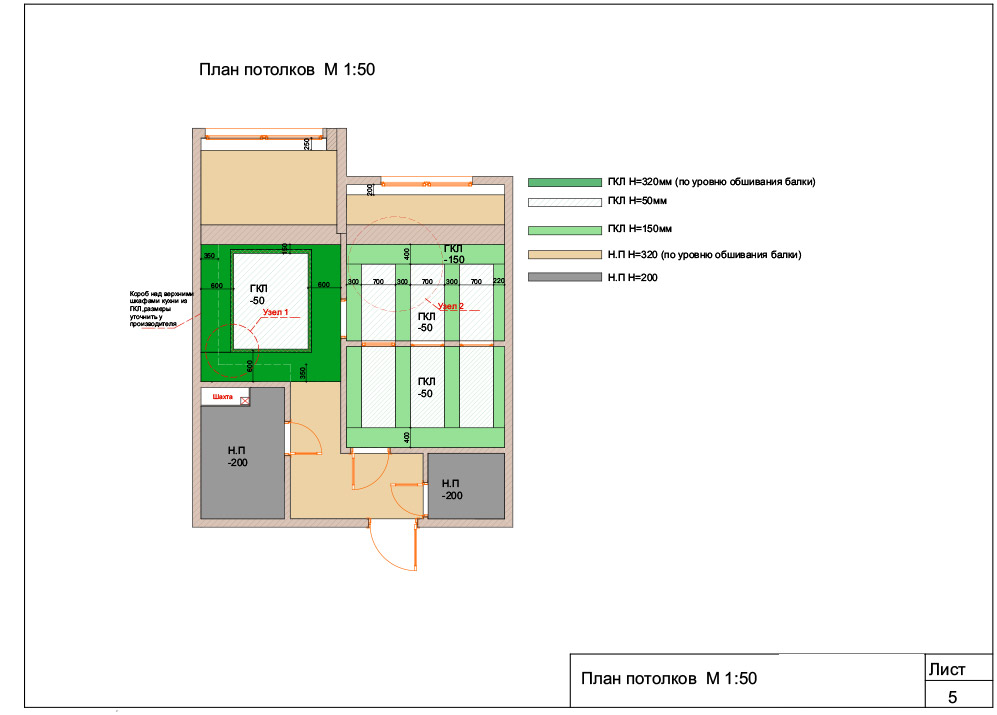 План потолков М 1:50
250
200
ГКЛ H=320мм (по уровню обшивания балки)
ГКЛ H=50мм
ГКЛ H=150мм
Н.П H=320 (по уровню обшивания балки)
Н.П H=200
150
350
600
600
ГКЛ
-50
Узел 1
Короб над верхними
шкафами кухни из
ГКЛ,размеры
уточнить у
производителя
400
ГКЛ
-150
300
700
300
700
300
700
220
Узел 2
ГКЛ
-50
600
350
ГКЛ
-50
400
Шахта
Н.П
-200
Н.П
-200
План потолков М 1:50
Лист
5